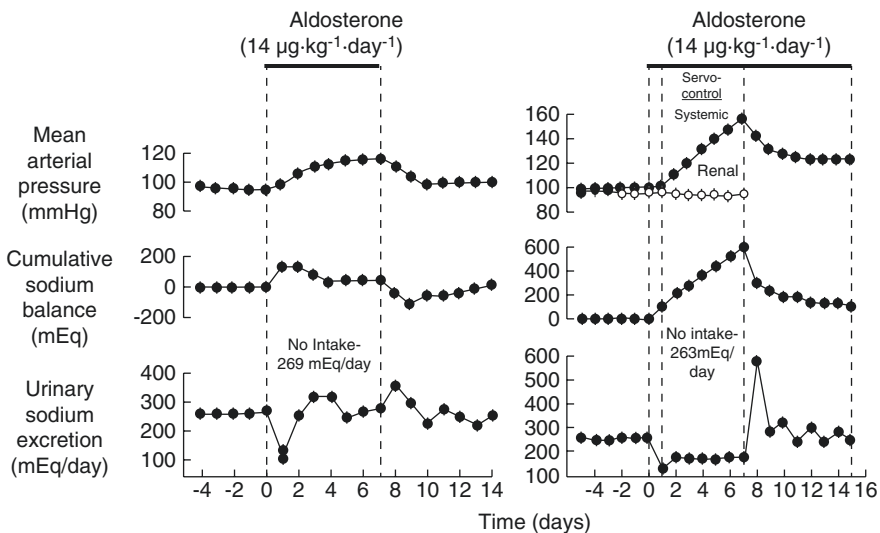 Aldosterone
(14 µg·kg-1·day-1)
Mean
arterial
pressure
(mmHg)
120
100
80
Cumulative
sodium
balance
(mEq)
200
0
-200
No Intake-
269 mEq/day
Urinary
sodium
excretion
(mEq/day)
400
300
200
100
-4 -2 0 2 4 6 8 10 12 14
Aldosterone
(14 µg·kg-1·day-1)
Servo-
control
Systemic
160
140
120
100
80
Renal
600
400
200
0
No intake-
263mEq/
day
600
500
400
300
200
100
-4 -2 0 2 4 6 8 10 12 14 16
Time (days)